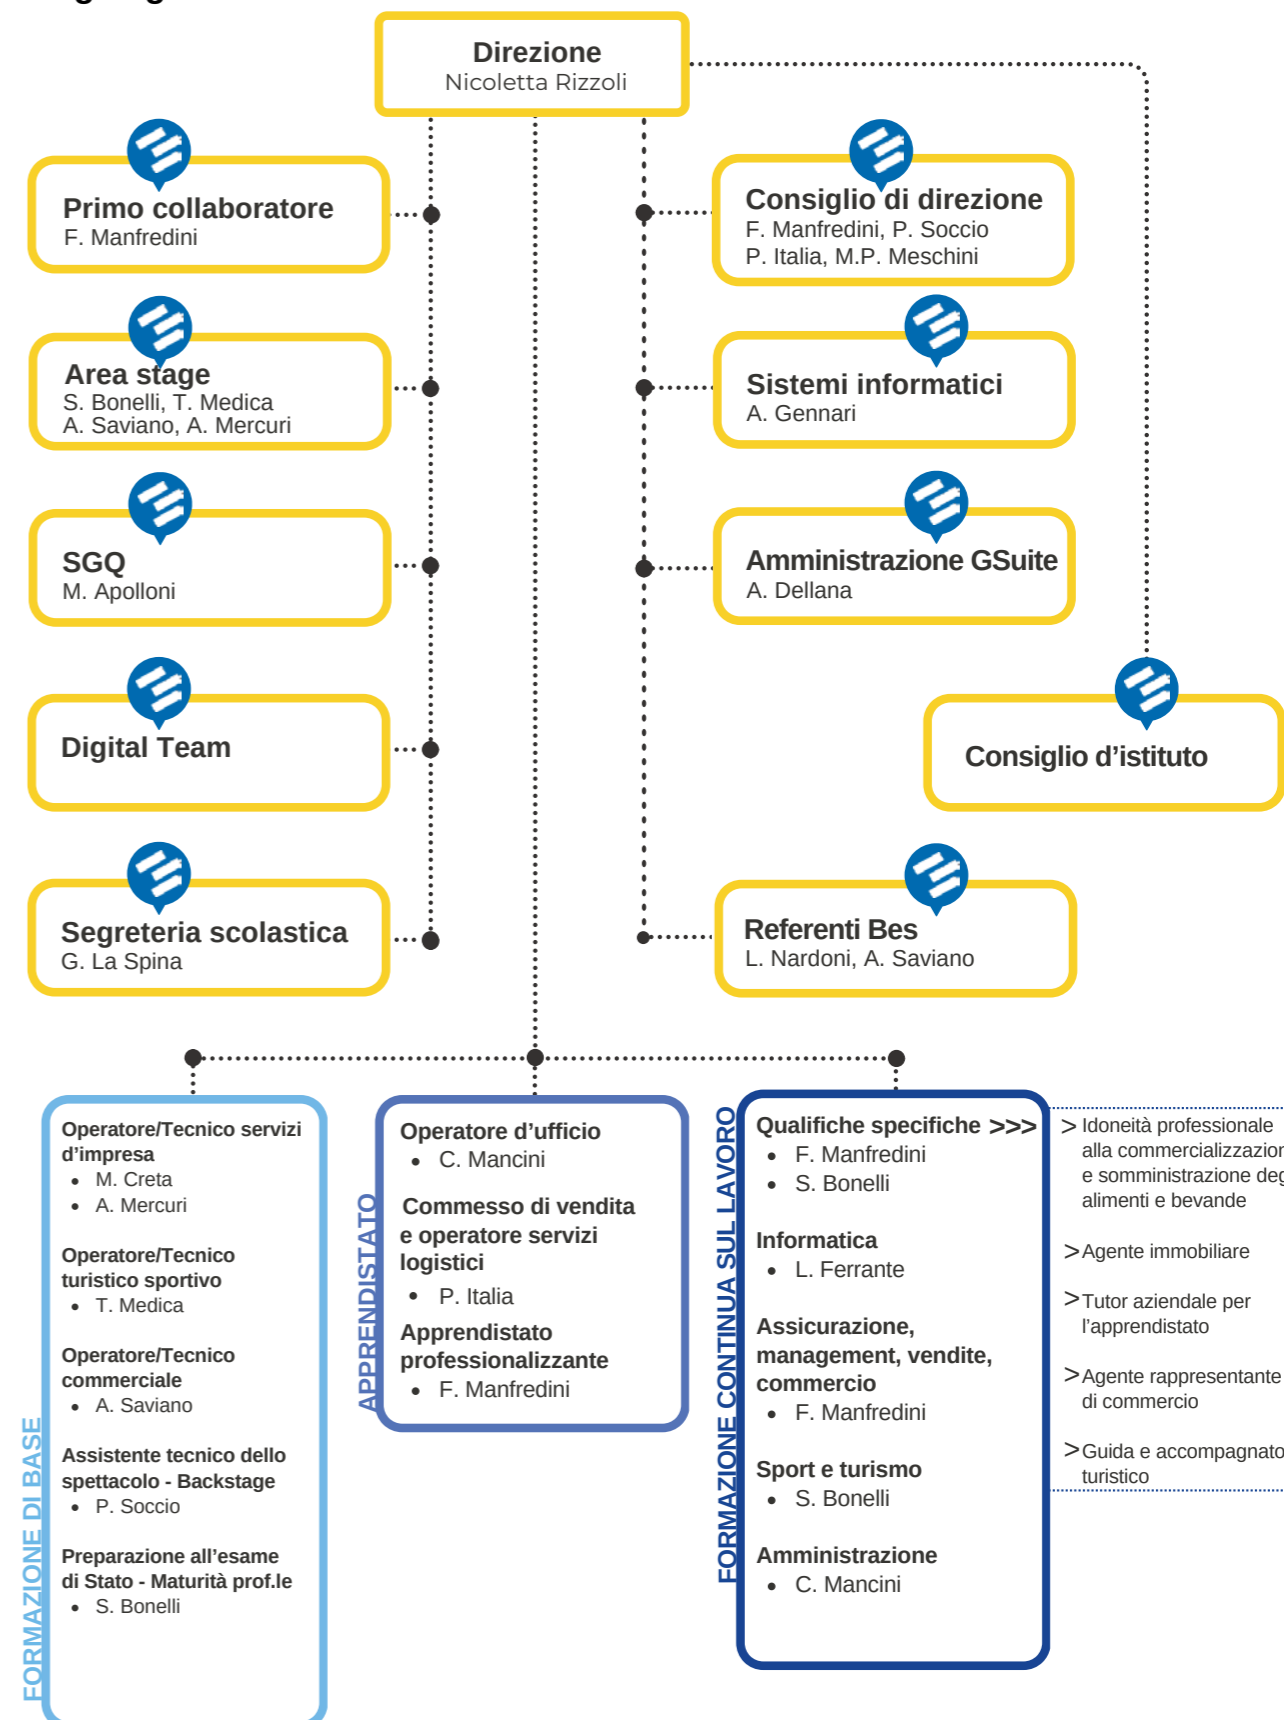 Direzione
Nicoletta Rizzoli
Primo collaboratore
F. Manfredini
Area stage
S. Bonelli, T. Medica
A. Saviano, A. Mercuri
SGQ
M. Apolloni
Digital Team
Segreteria scolastica
G. La Spina
Consiglio di direzione
F. Manfredini, P. Soccio
P. Italia, M.P. Meschini
Sistemi informatici
A. Gennari
Amministrazione GSuite
A. Dellana
Consiglio d’istituto
Referenti Bes
L. Nardoni, A. Saviano
FORMAZIONE DI BASE
Operatore/Tecnico servizi
d’impresa
• M. Creta
• A. Mercuri
Operatore/Tecnico
turistico sportivo
• T. Medica
Operatore/Tecnico
commerciale
• A. Saviano
Assistente tecnico dello
spettacolo - Backstage
• P. Soccio
Preparazione all’esame
di Stato - Maturità prof.le
• S. Bonelli
APPRENDISTATO
Operatore d’ufficio
• C. Mancini
Commesso di vendita
e operatore servizi
logistici
• P. Italia
Apprendistato
professionalizzante
• F. Manfredini
FORMAZIONE CONTINUA SUL LAVORO
Qualifiche specifiche >>>
• F. Manfredini
• S. Bonelli
Informatica
• L. Ferrante
Assicurazione,
management, vendite,
commercio
• F. Manfredini
Sport e turismo
• S. Bonelli
Amministrazione
• C. Mancini
> Idoneità professionale
alla commercializzazion
e somministrazione deg
alimenti e bevande
> Agente immobiliare
> Tutor aziendale per
l’apprendistato
> Agente rappresentante
di commercio
> Guida e accompagnato
turistico